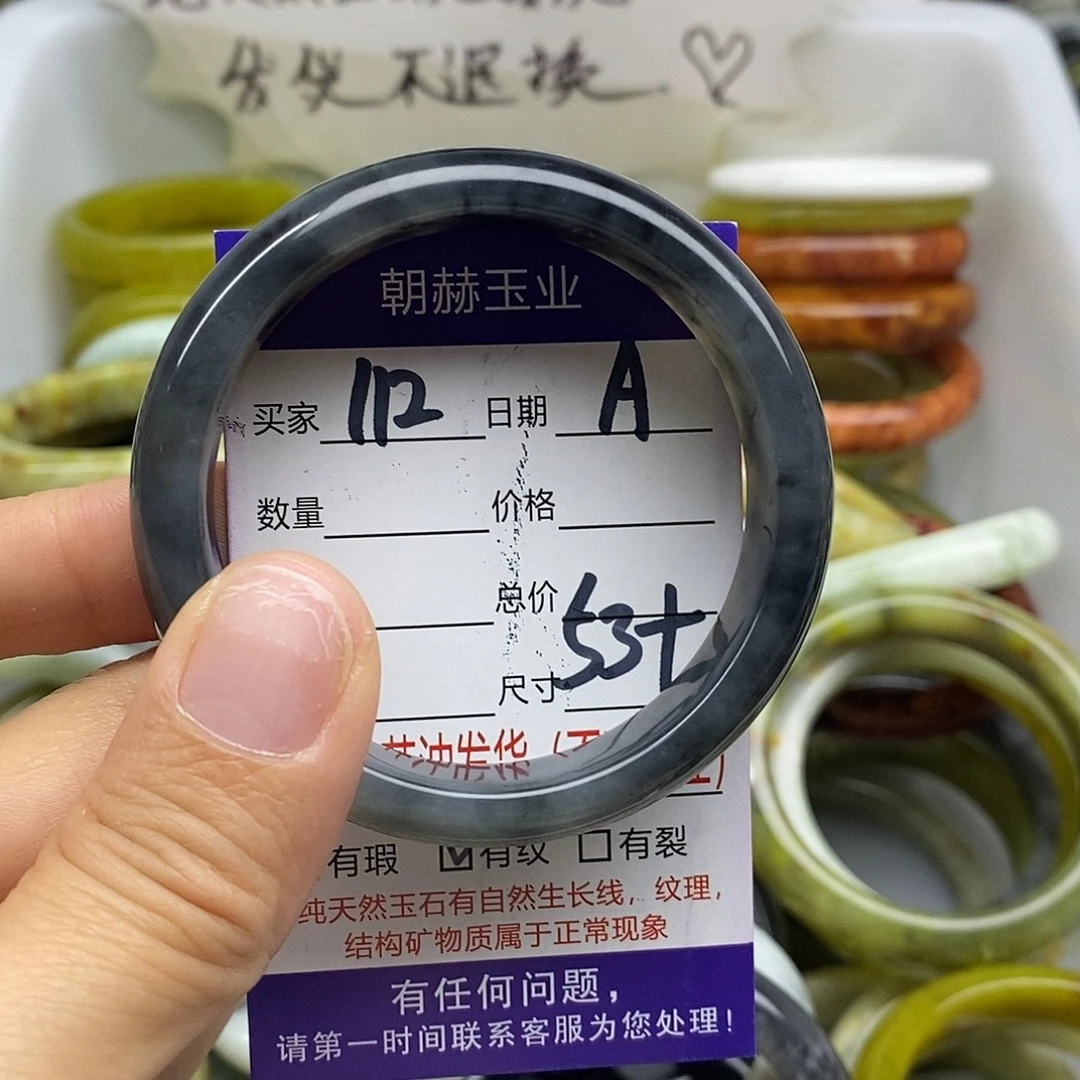 不退换
朝赫玉业
买家 112 日期 A
数量 价格
总价
尺寸 53+
发货
有瑕 ☑有纹 □有裂
纯天然玉石有自然生长线，纹理，
结构矿物质属于正常现象
有任何问题，
请第一时间联系客服为您处理！